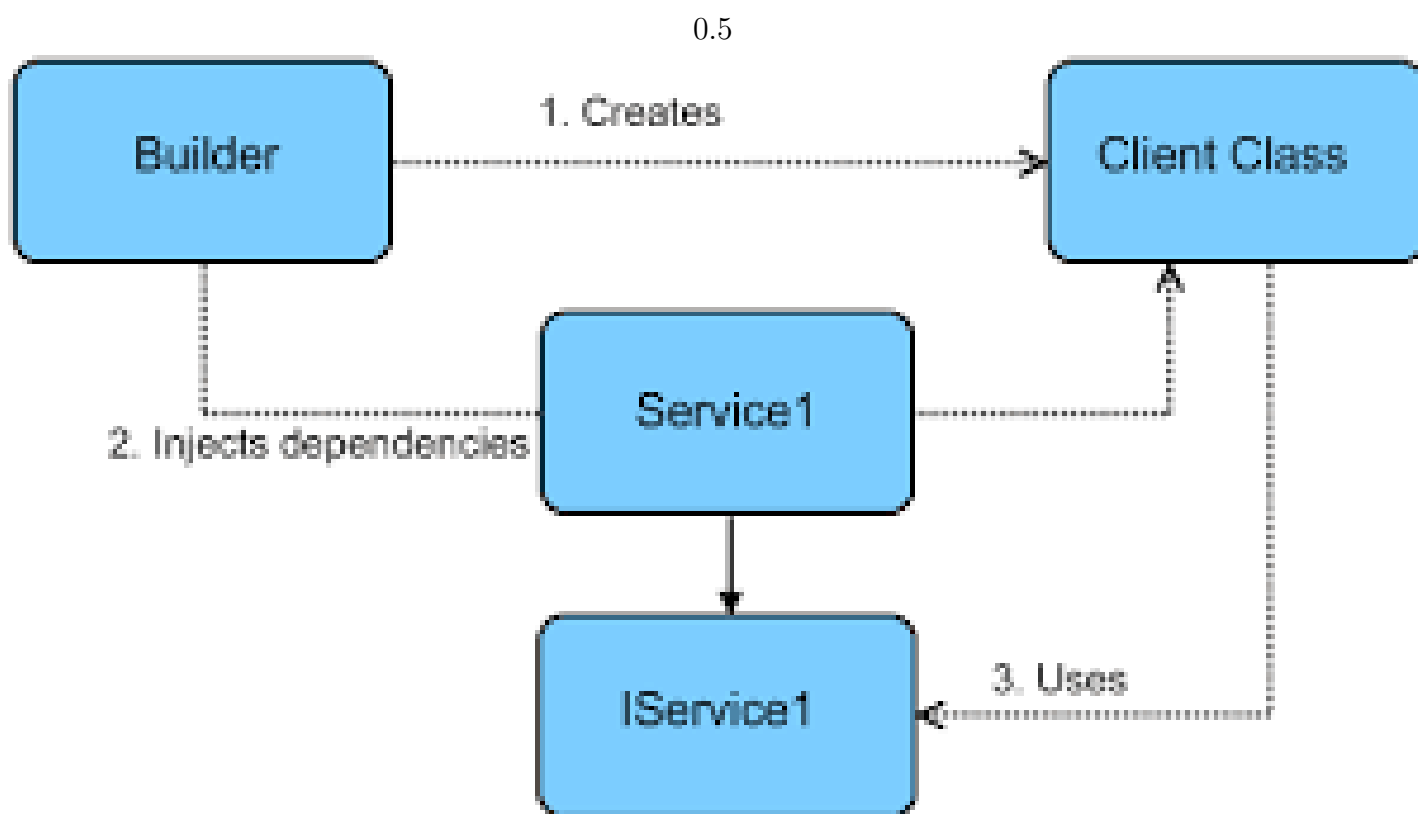 0.5
1. Creates
Builder
Client Class
Service1
2. Injects dependencies
3. Uses
IService1